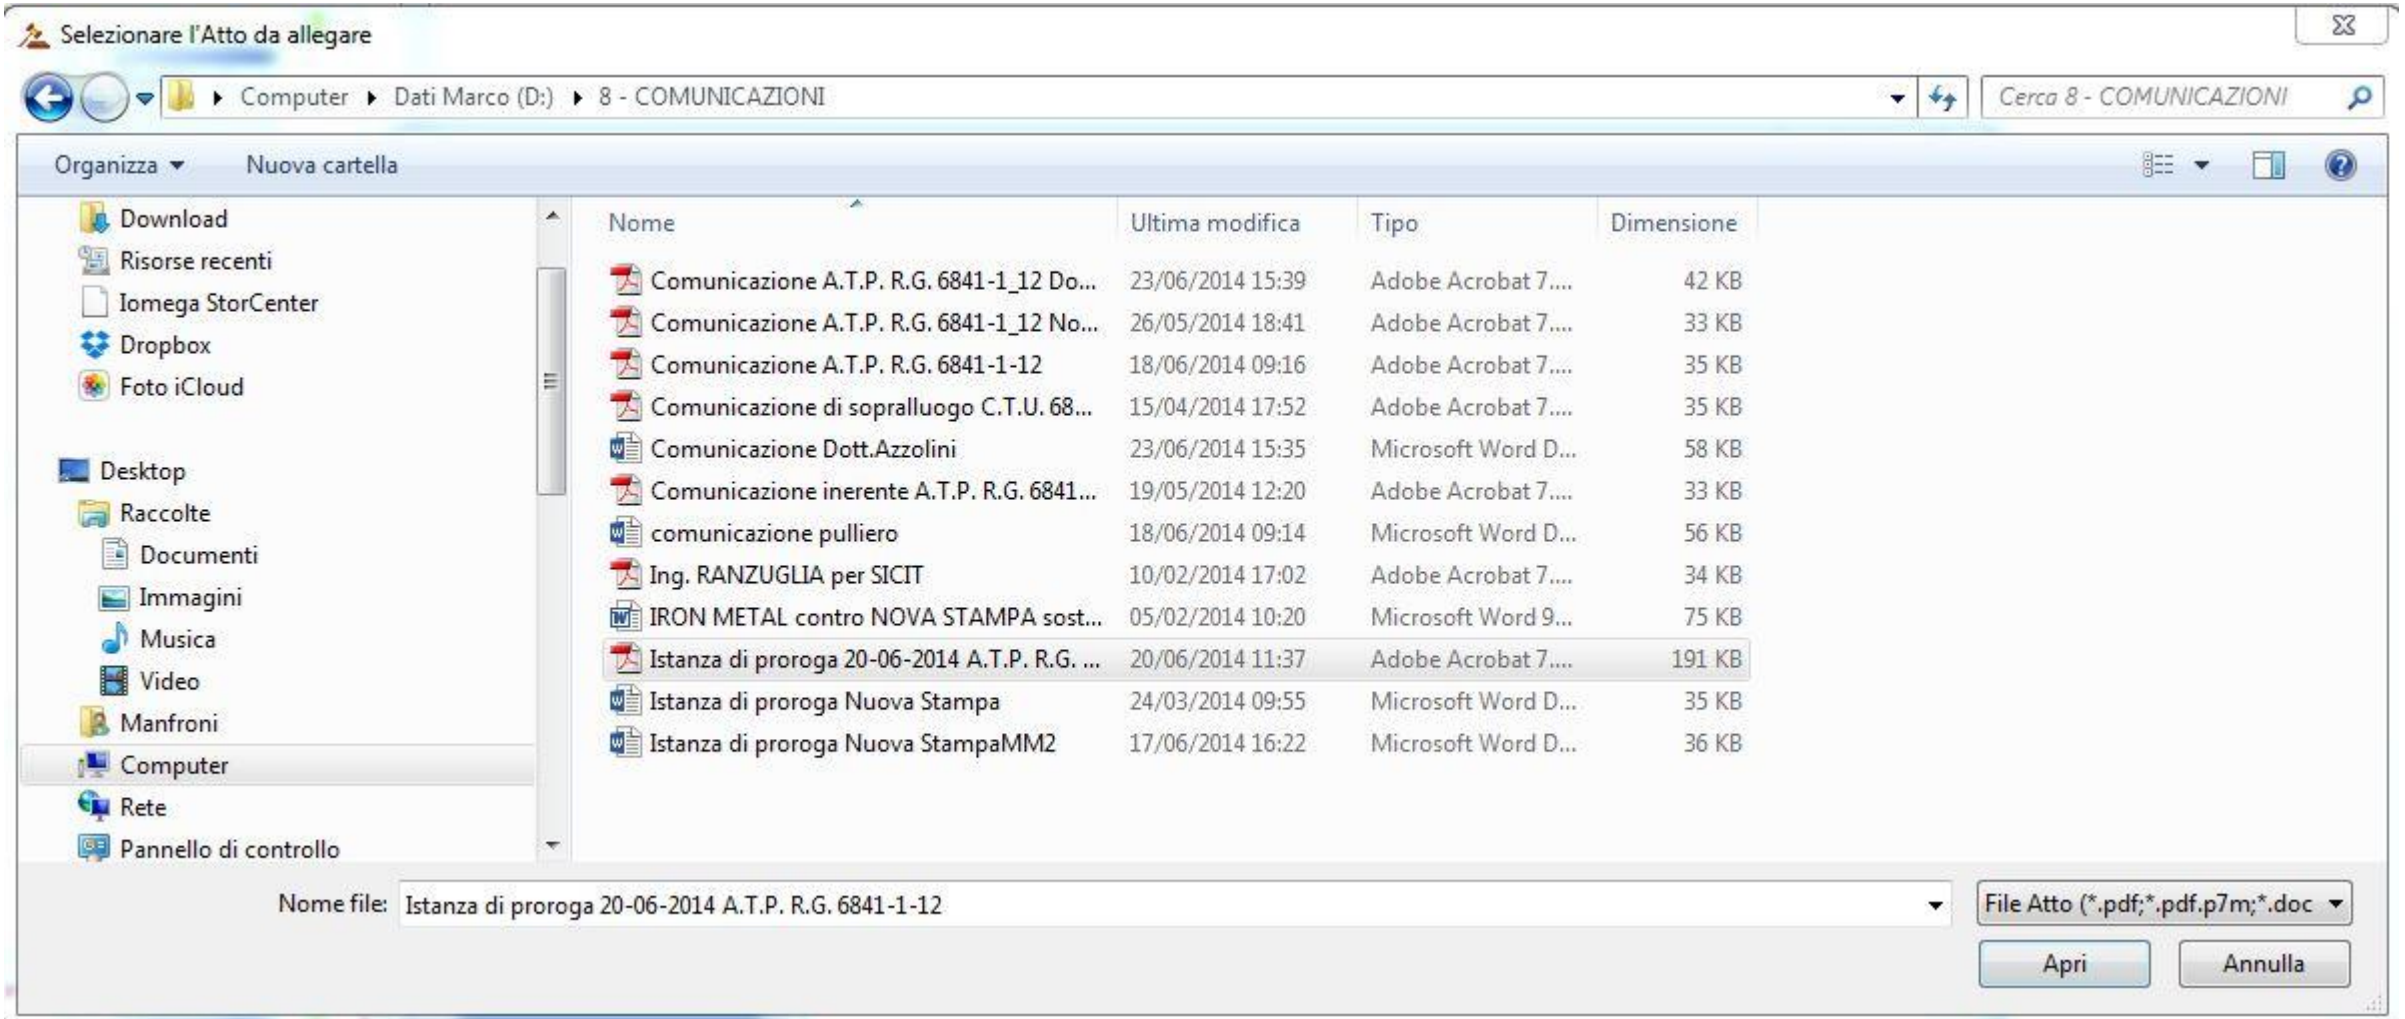 Selezionare l'Atto da allegare
Computer Dati Marco (D:) 8 - COMUNICAZIONI Cerca 8 - COMUNICAZIONI
Organizza Nuova cartella
Download
Risorse recenti
Iomega StorCenter
Dropbox
Foto iCloud
Desktop
Raccolte
Documenti
Immagini
Musica
Video
Manfroni
Computer
Rete
Pannello di controllo
Nome Ultima modifica Tipo Dimensione
Comunicazione A.T.P. R.G. 6841-1_12 Do... 23/06/2014 15:39 Adobe Acrobat 7.... 42 KB
Comunicazione A.T.P. R.G. 6841-1_12 No... 26/05/2014 18:41 Adobe Acrobat 7.... 33 KB
Comunicazione A.T.P. R.G. 6841-1-12 18/06/2014 09:16 Adobe Acrobat 7.... 35 KB
Comunicazione di sopralluogo C.T.U. 68... 15/04/2014 17:52 Adobe Acrobat 7.... 35 KB
Comunicazione Dott.Azzolini 23/06/2014 15:35 Microsoft Word D... 58 KB
Comunicazione inerente A.T.P. R.G. 6841... 19/05/2014 12:20 Adobe Acrobat 7.... 33 KB
comunicazione pulliero 18/06/2014 09:14 Microsoft Word D... 56 KB
Ing. RANZUGLIA per SICIT 10/02/2014 17:02 Adobe Acrobat 7.... 34 KB
IRON METAL contro NOVA STAMPA sost... 05/02/2014 10:20 Microsoft Word 9... 75 KB
Istanza di proroga 20-06-2014 A.T.P. R.G. ... 20/06/2014 11:37 Adobe Acrobat 7.... 191 KB
Istanza di proroga Nuova Stampa 24/03/2014 09:55 Microsoft Word D... 35 KB
Istanza di proroga Nuova StampaMM2 17/06/2014 16:22 Microsoft Word D... 36 KB
Nome file: Istanza di proroga 20-06-2014 A.T.P. R.G. 6841-1-12 File Atto (*.pdf;*.pdf.p7m;*.doc
Apri Annulla